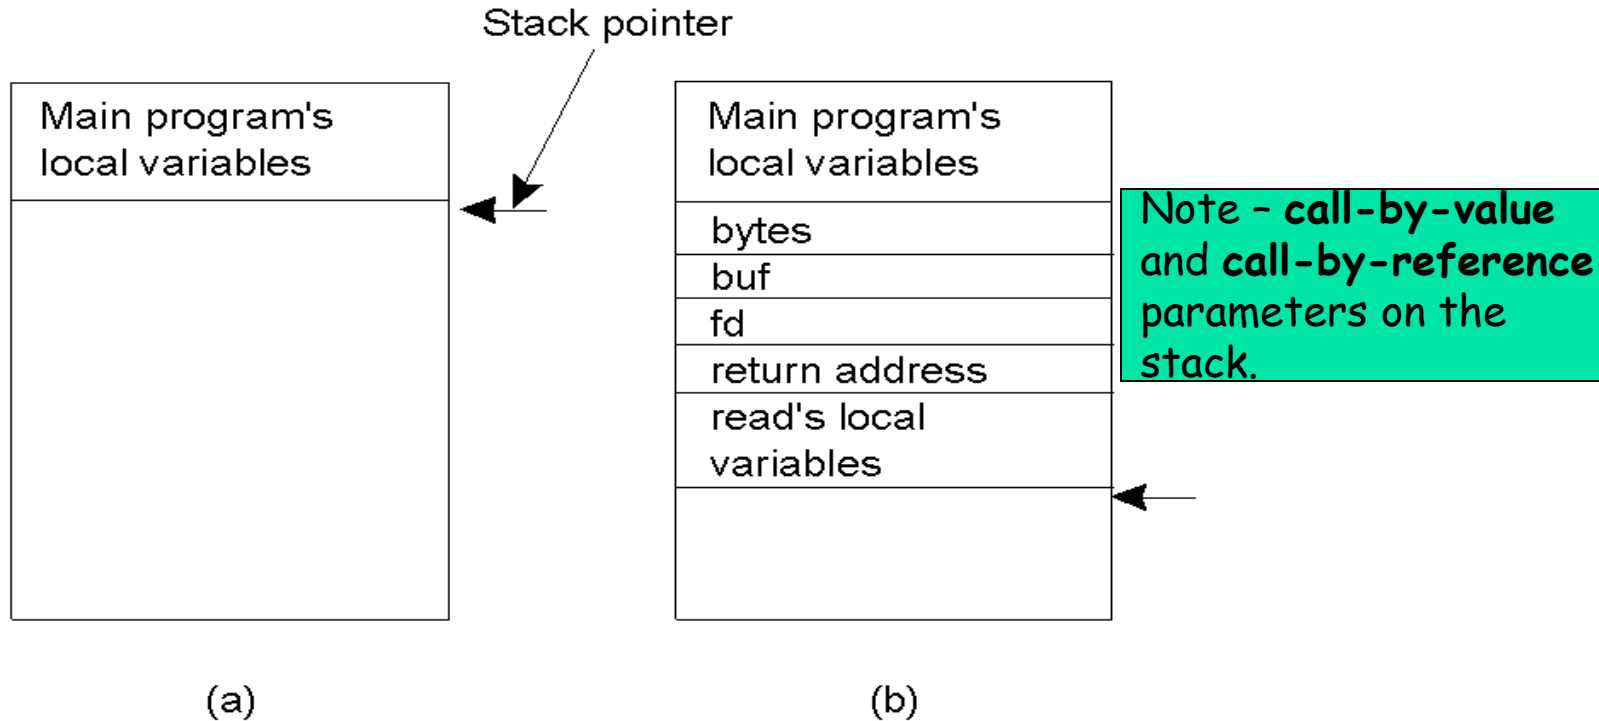 Stack pointer
Main program's
local variables
Main program's
local variables
bytes
buf
fd
return address
read's local
variables
Note – call-by-value
and call-by-reference
parameters on the
stack.
(a)
(b)